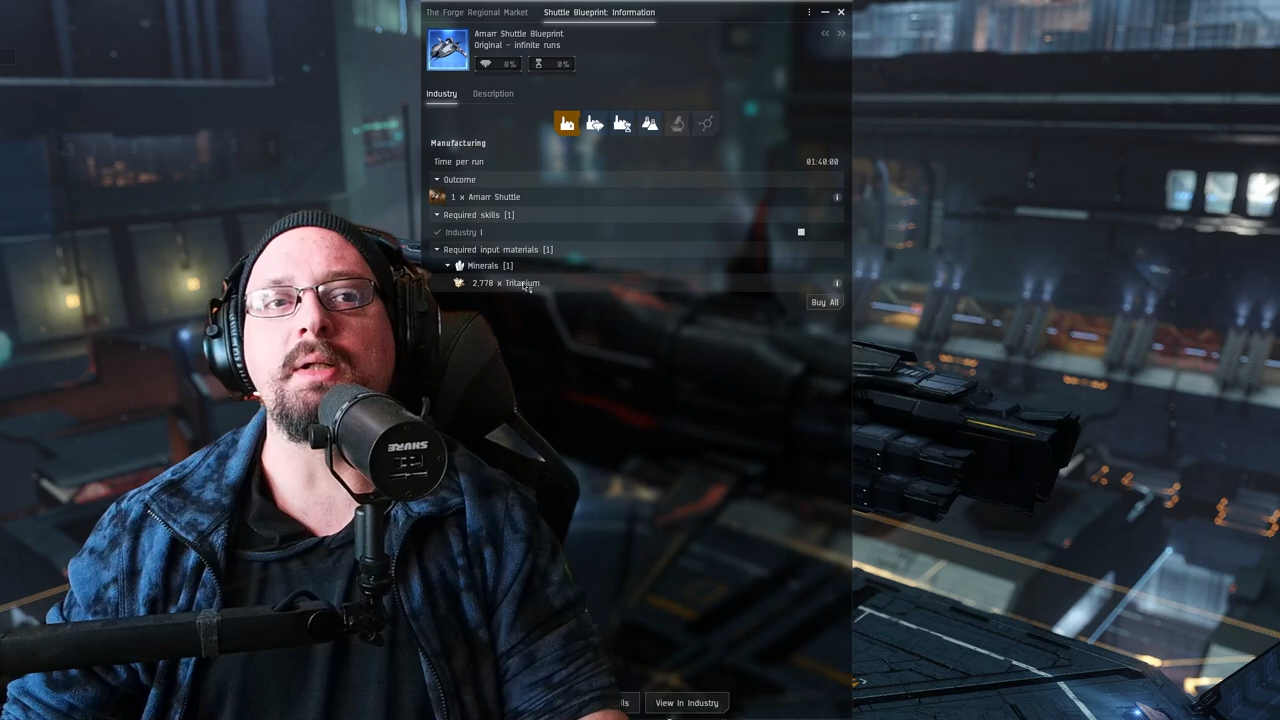 The Forge Regional Market
Shuttle Blueprint: Information
Amarr Shuttle Blueprint
Original - infinite runs
0%
0%
Industry
Description
Manufacturing
Time per run
01:40:00
Outcome
1 x Amarr Shuttle
Required skills [1]
Industry I
Required input materials [1]
Minerals [1]
2,778 x Tritanium
Buy All
SHURE
ils
View In Industry